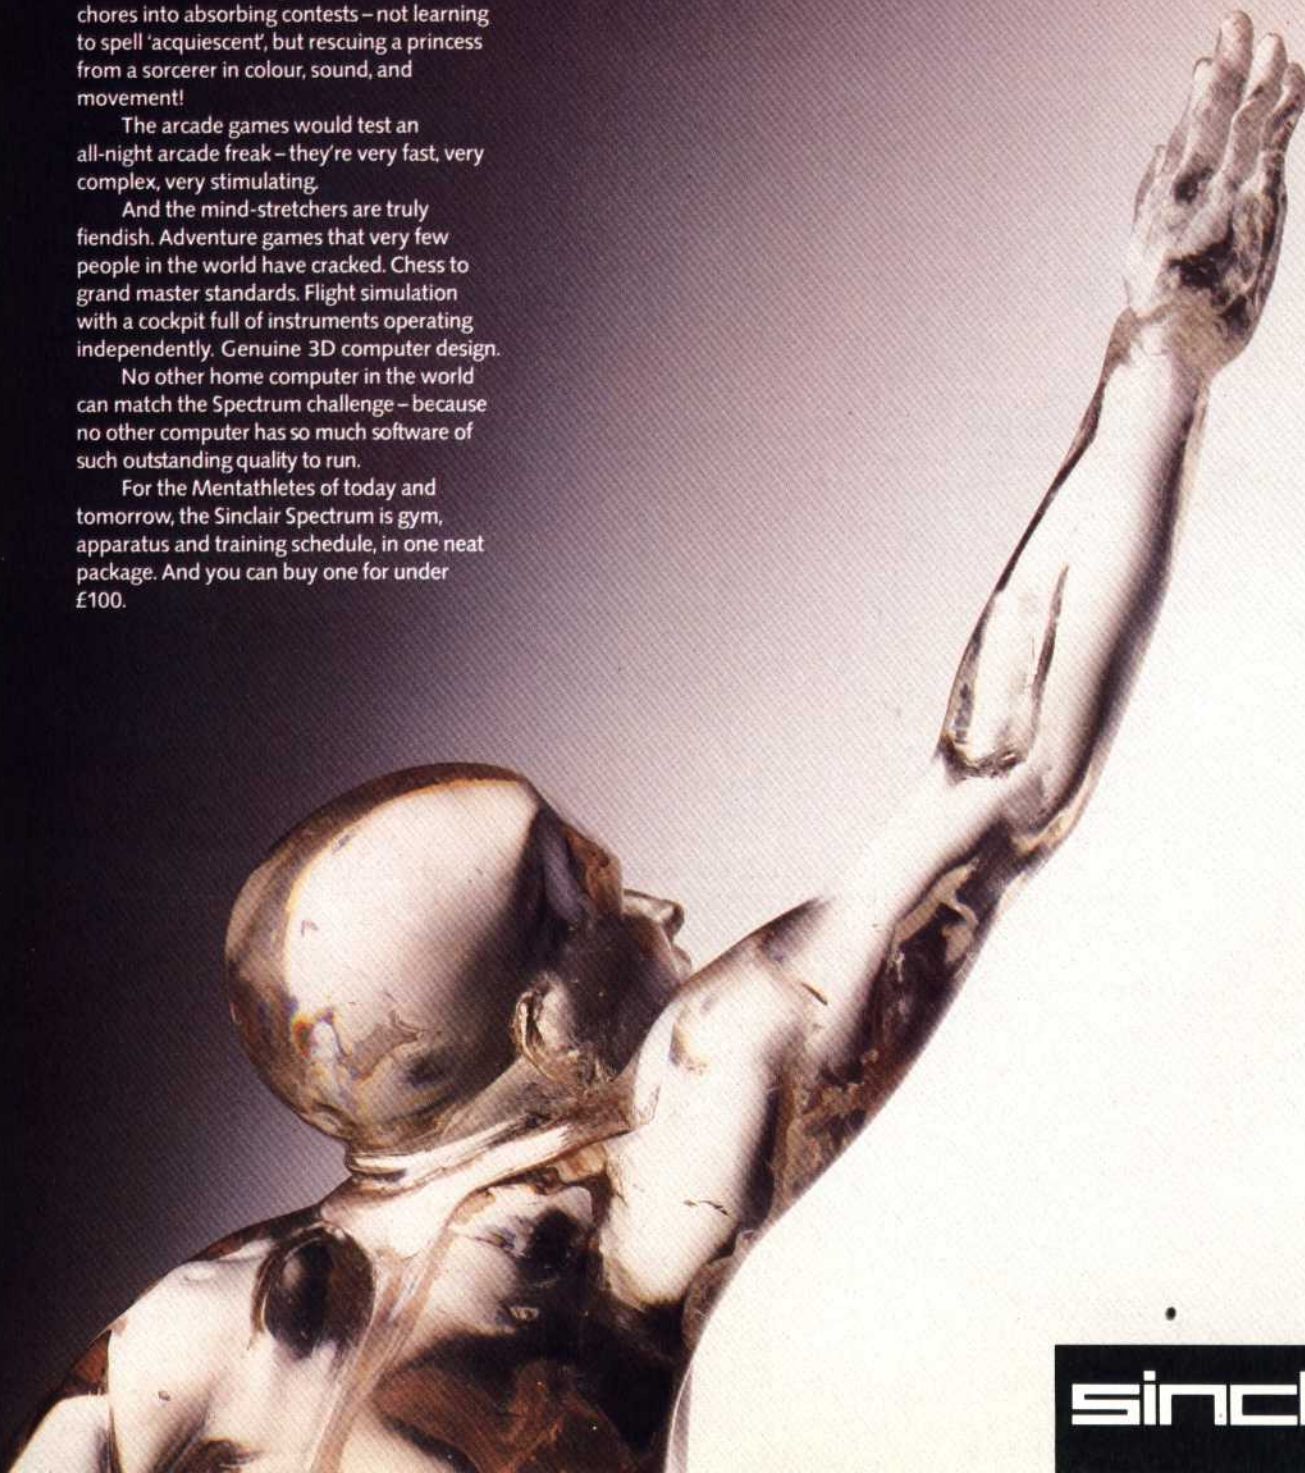 chores into absorbing contests – not learning
to spell 'acquiescent', but rescuing a princess
from a sorcerer in colour, sound, and
movement!
The arcade games would test an
all-night arcade freak – they're very fast, very
complex, very stimulating.
And the mind-stretchers are truly
fiendish. Adventure games that very few
people in the world have cracked. Chess to
grand master standards. Flight simulation
with a cockpit full of instruments operating
independently. Genuine 3D computer design.
No other home computer in the world
can match the Spectrum challenge – because
no other computer has so much software of
such outstanding quality to run.
For the Mentathletes of today and
tomorrow, the Sinclair Spectrum is gym,
apparatus and training schedule, in one neat
package. And you can buy one for under
£100.
sincl